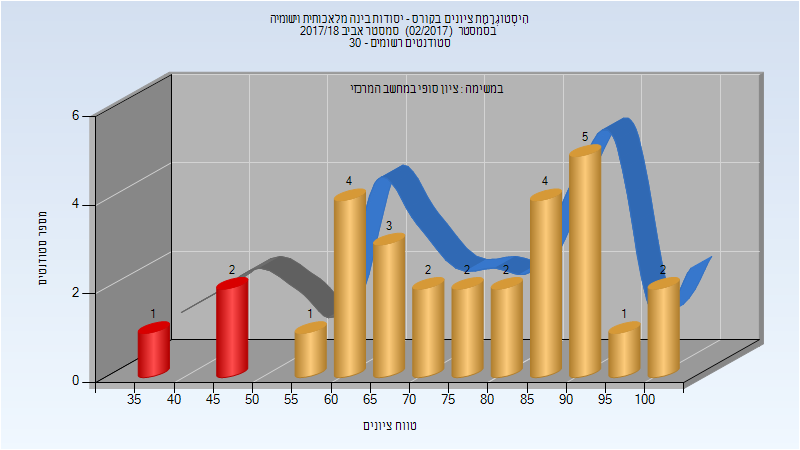 היסטוגרמת ציונים בקורס - יסודות בינה מלאכותית וישומיה
בסמסטר (02/2017) סמסטר אביב 2017/18
סטודנטים רשומים - 30
במשימה : ציון סופי במחשב המרכזי
מספר סטודנטים
6
4
2
0
1
2
1
4
3
2
2
2
4
5
1
2
35 40 45 50 55 60 65 70 75 80 85 90 95 100
טווח ציונים